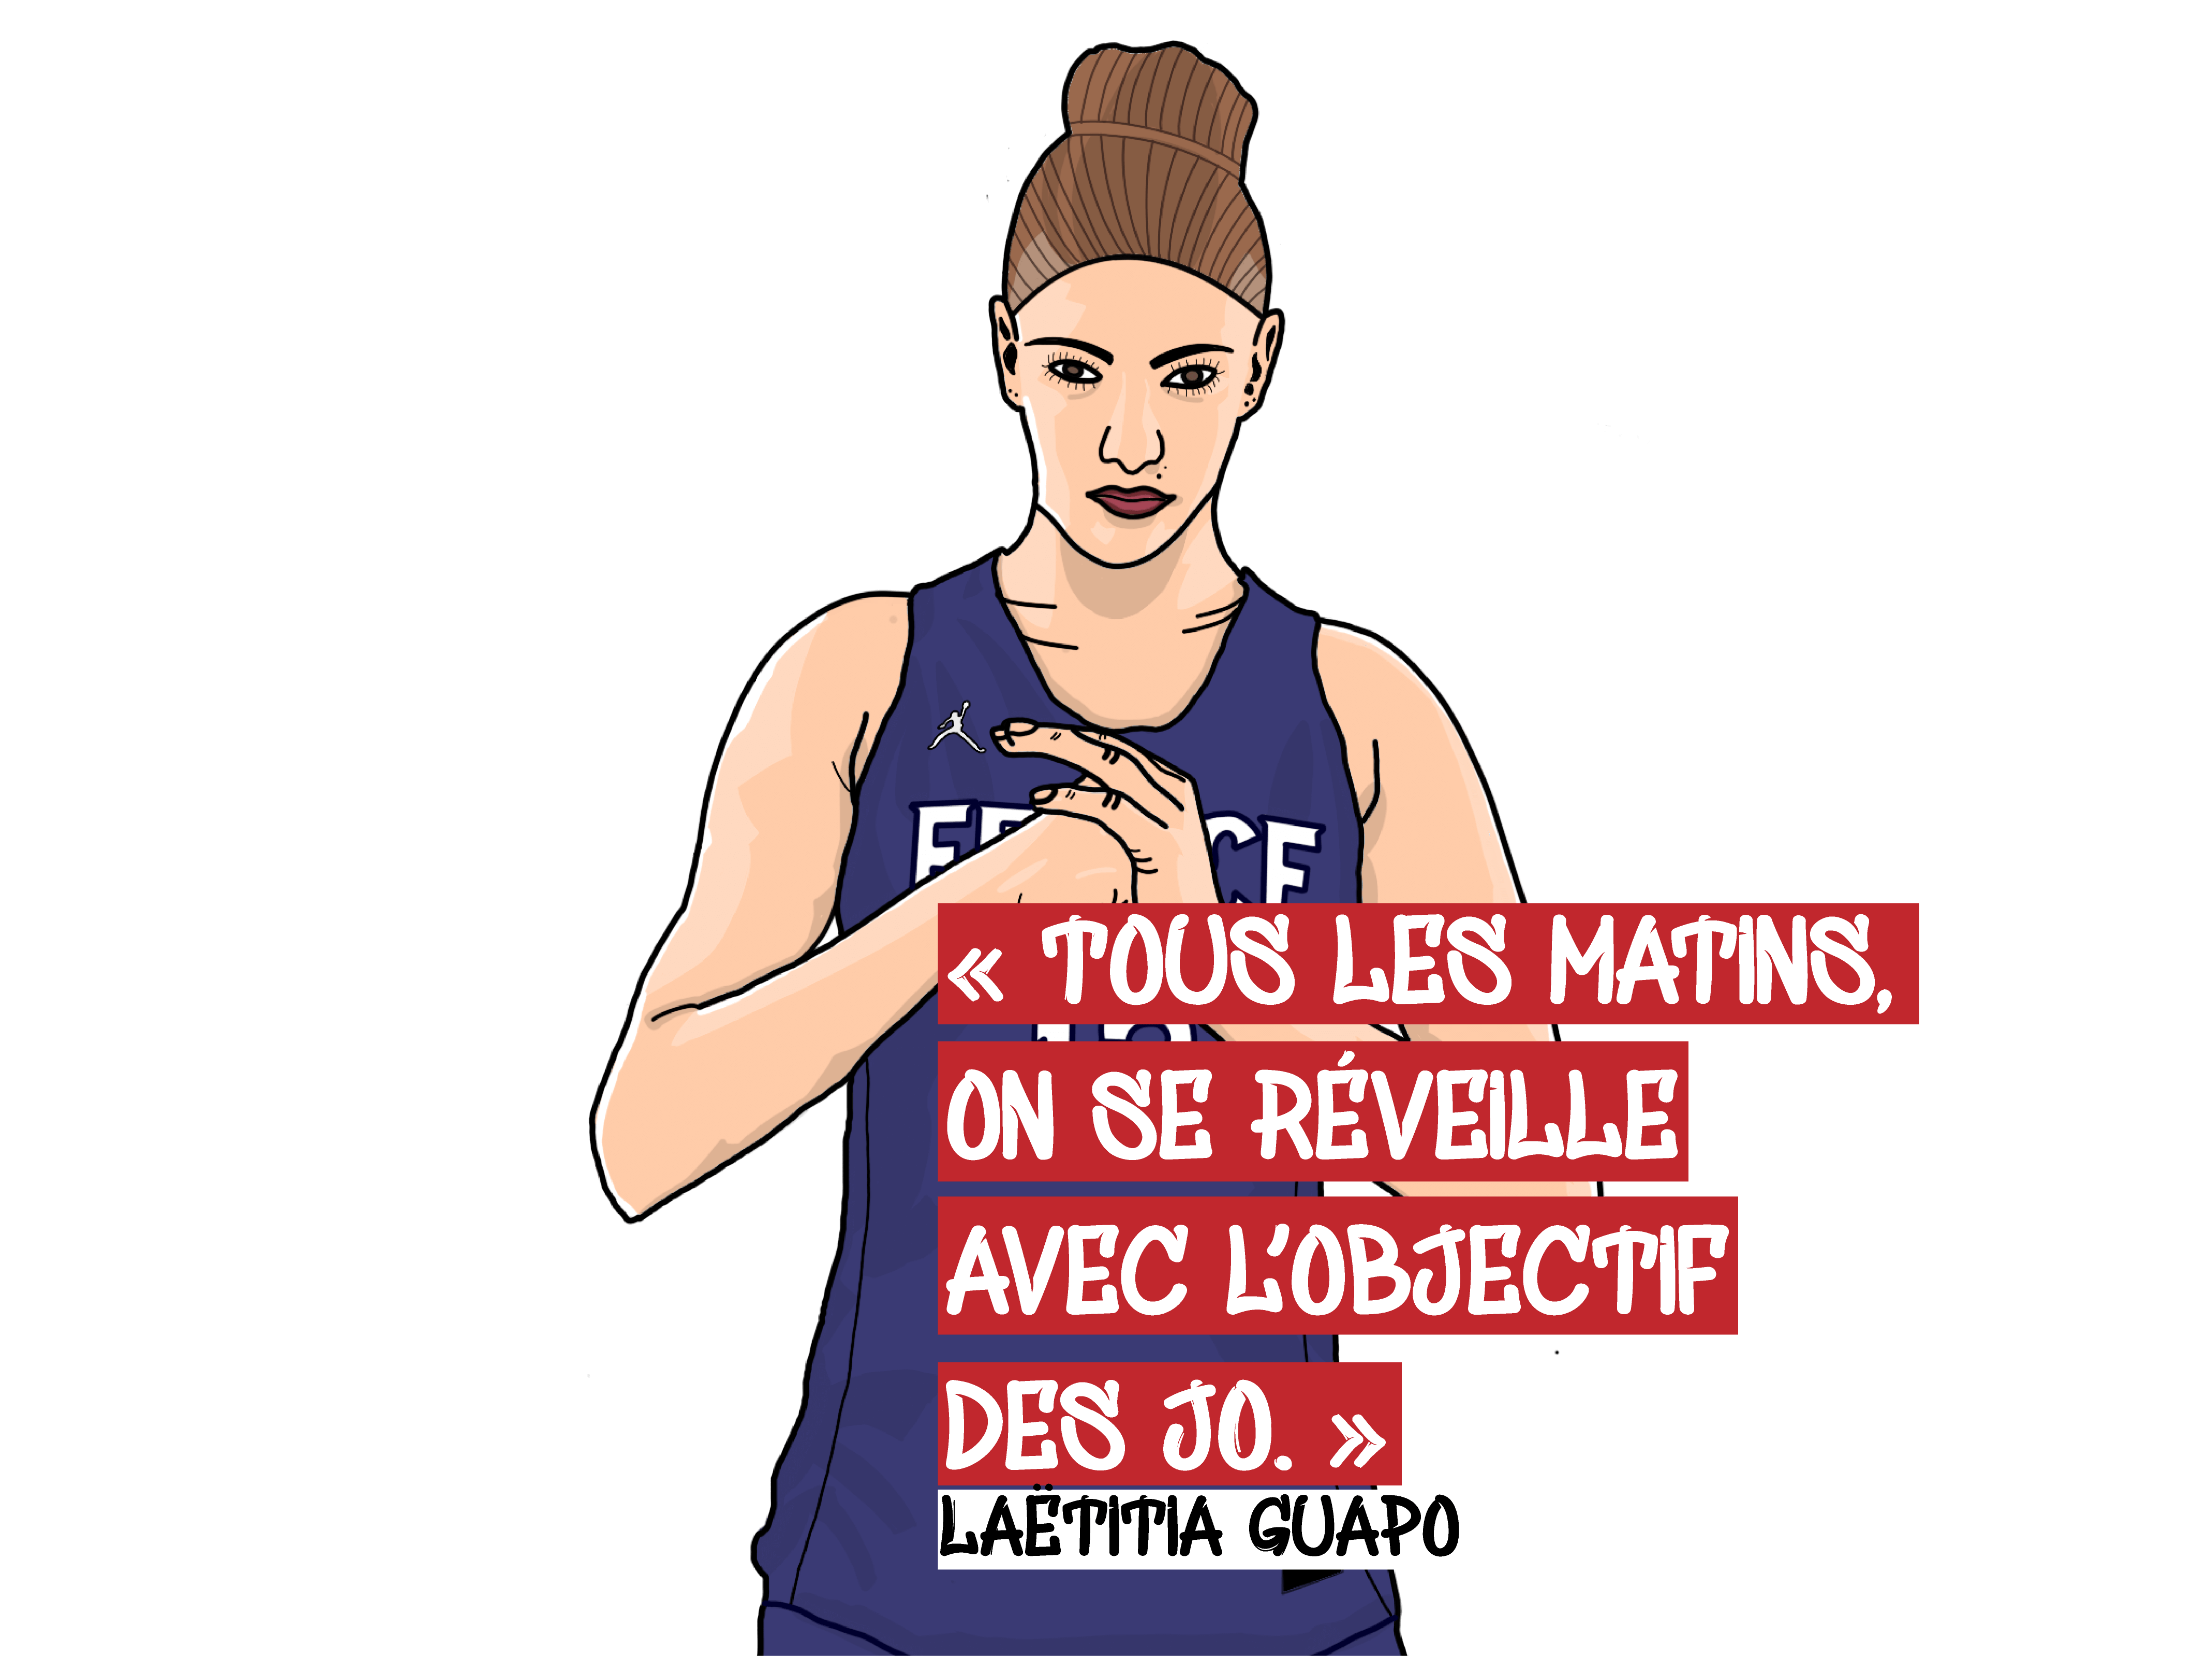 « TOUS LES MATINS,
ON SE RÉVEILLE
AVEC L'OBJECTIF
DES JO. »
LAËTITIA GUAPO